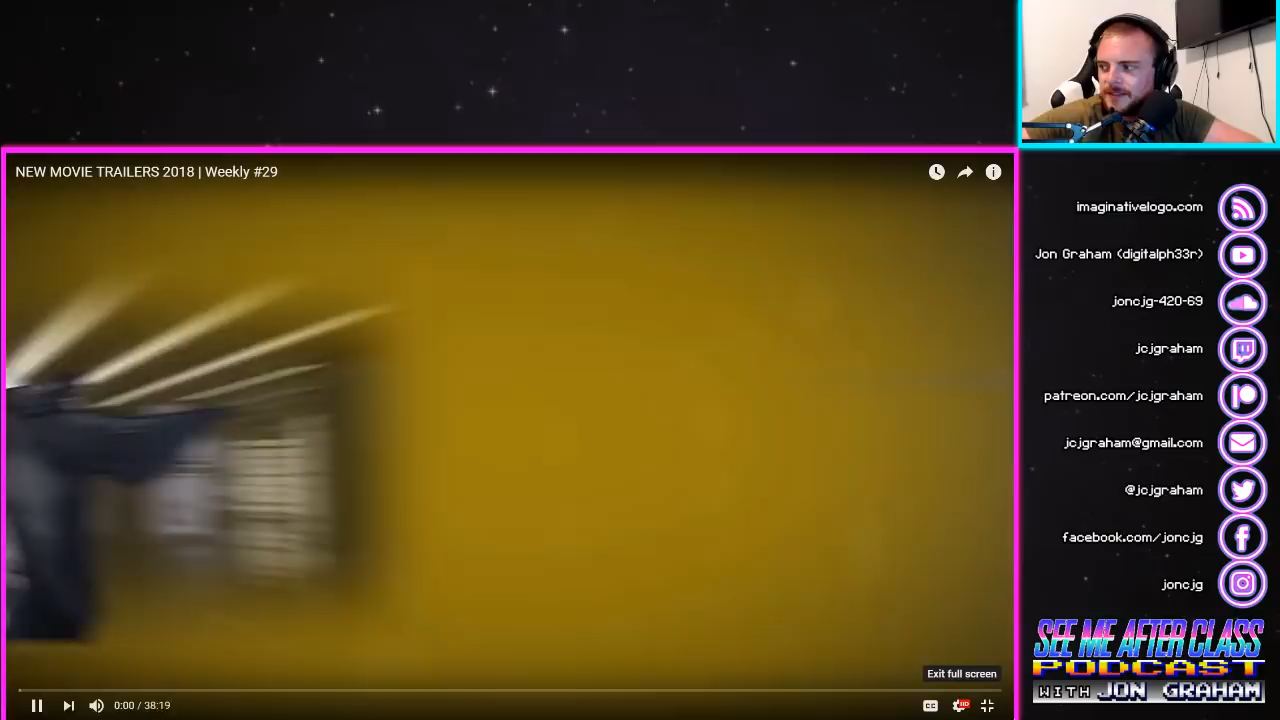 NEW MOVIE TRAILERS 2018 | Weekly #29
imaginativelogo.com
Jon Graham (digitalph33r)
joncjg-420-69
jcjgraham
patreon.com/jcjgraham
jcjgraham@gmail.com
@jcjgraham
facebook.com/joncjg
joncjg
SEE ME AFTER CLASS
PODCAST
WITH JON GRAHAM
Exit full screen
0:00 / 38:19
CC
HD